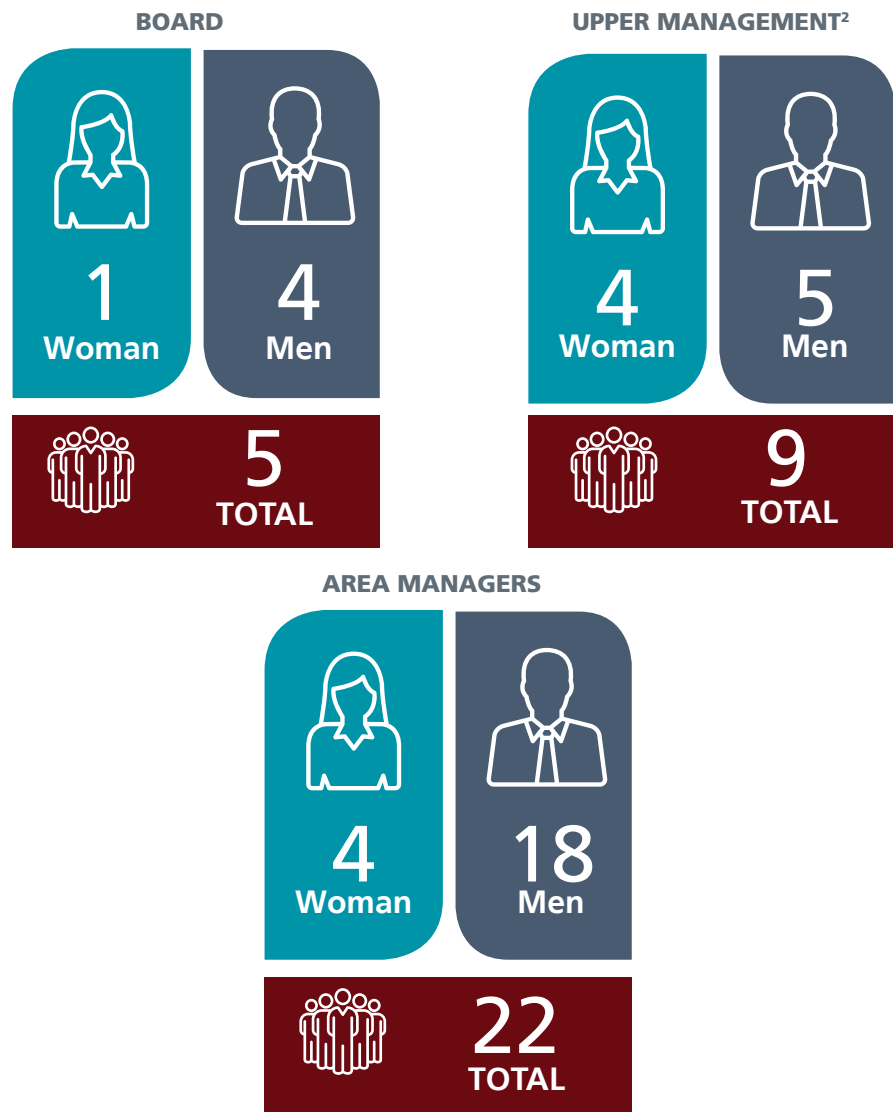 BOARD
1
Woman
4
Men
5
TOTAL
UPPER MANAGEMENT²
4
Woman
5
Men
9
TOTAL
AREA MANAGERS
4
Woman
18
Men
22
TOTAL